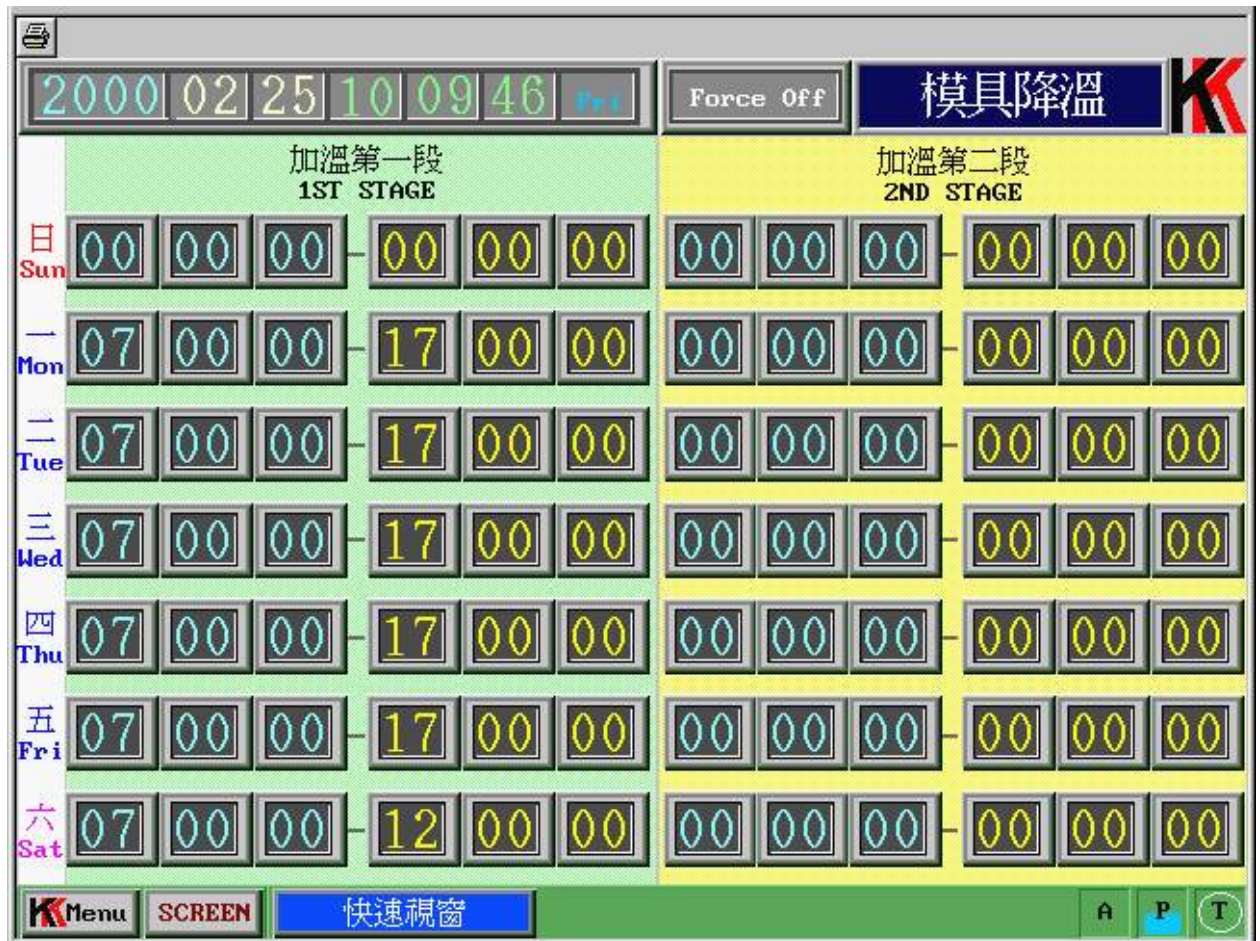 2000 02 25 10 09 46 Fri Force Off 模具降溫 KK
加溫第一段 加溫第二段
1ST STAGE 2ND STAGE
日 Sun 00 00 00 - 00 00 00 00 00 00 - 00 00 00
一 Mon 07 00 00 - 17 00 00 00 00 00 - 00 00 00
二 Tue 07 00 00 - 17 00 00 00 00 00 - 00 00 00
三 Wed 07 00 00 - 17 00 00 00 00 00 - 00 00 00
四 Thu 07 00 00 - 17 00 00 00 00 00 - 00 00 00
五 Fri 07 00 00 - 17 00 00 00 00 00 - 00 00 00
六 Sat 07 00 00 - 12 00 00 00 00 00 - 00 00 00
KK Menu SCREEN 快速視窗 A P T